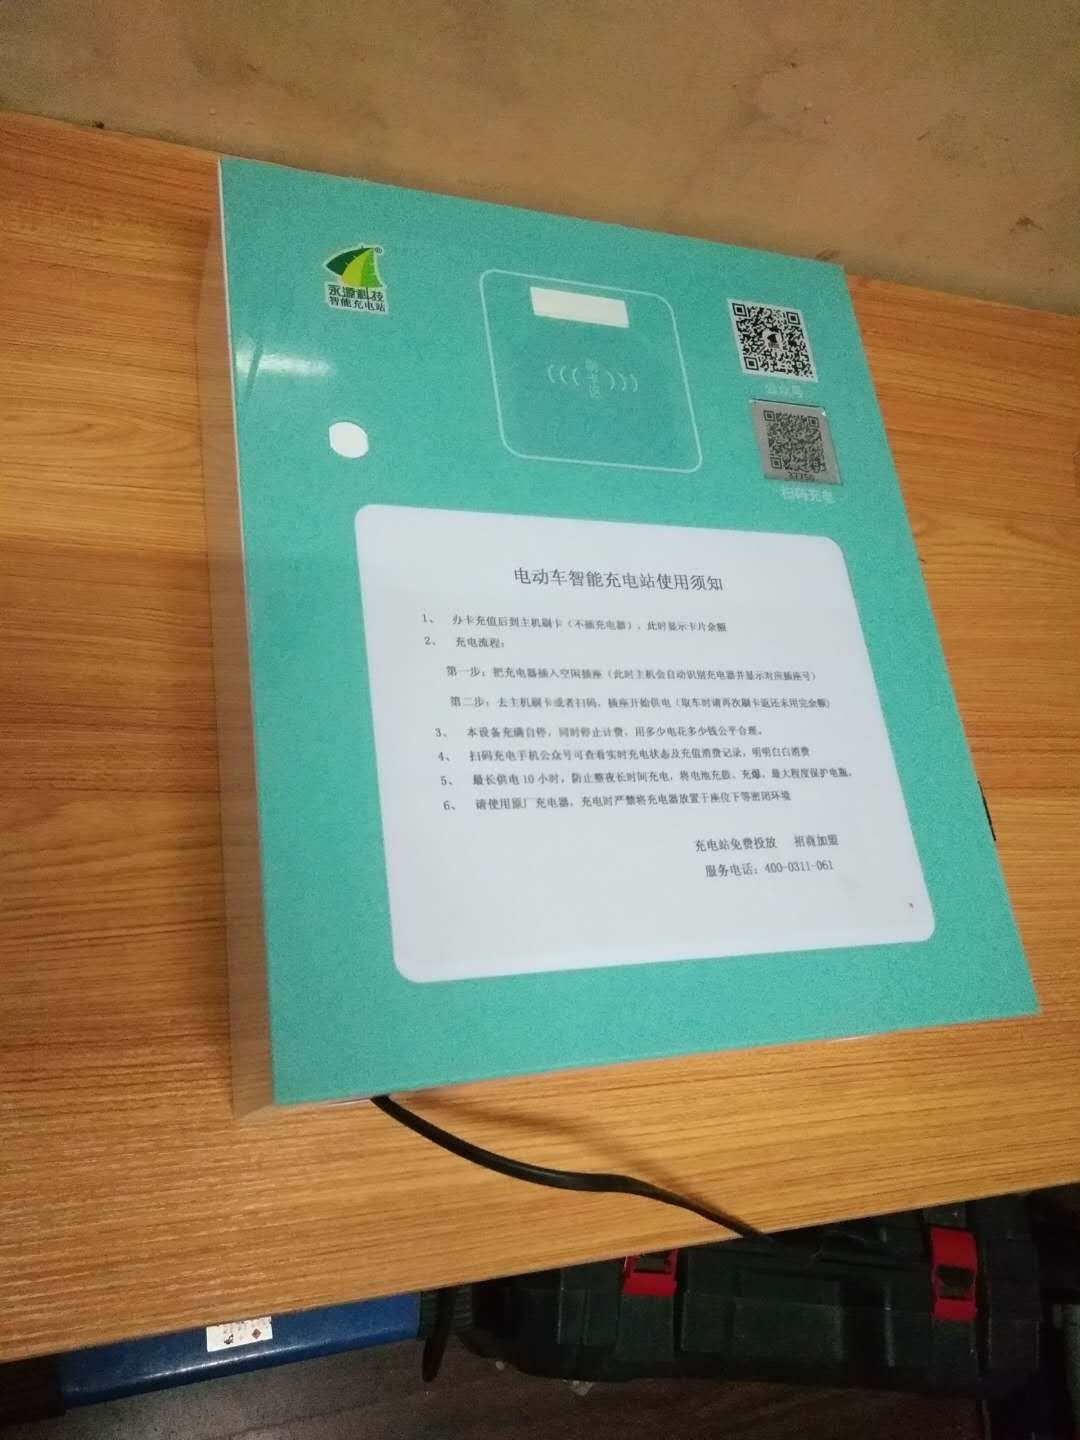 永源科技
智能充电站
刷卡区
公众号
扫码充电
电动车智能充电站使用须知
1、 办卡充值后到主机刷卡（不插充电器），此时显示卡片余额
2、 充电流程：
第一步：把充电器插入空闲插座（此时主机会自动识别充电器并显示对应插座号）
第二步：去主机刷卡或者扫码，插座开始供电（取车时请再次刷卡返还未用完余额）
3、 本设备充满自停，同时停止计费，用多少电花多少钱公平合理。
4、 扫码充电手机公众号可查看实时充电状态及充值消费记录，明明白白消费
5、 最长供电10小时，防止整夜长时间充电，将电池充鼓、充爆，最大程度保护电瓶。
6、 请使用原厂充电器，充电时严禁将充电器放置于座位下等密闭环境
充电站免费投放 招商加盟
服务电话：400-0311-061